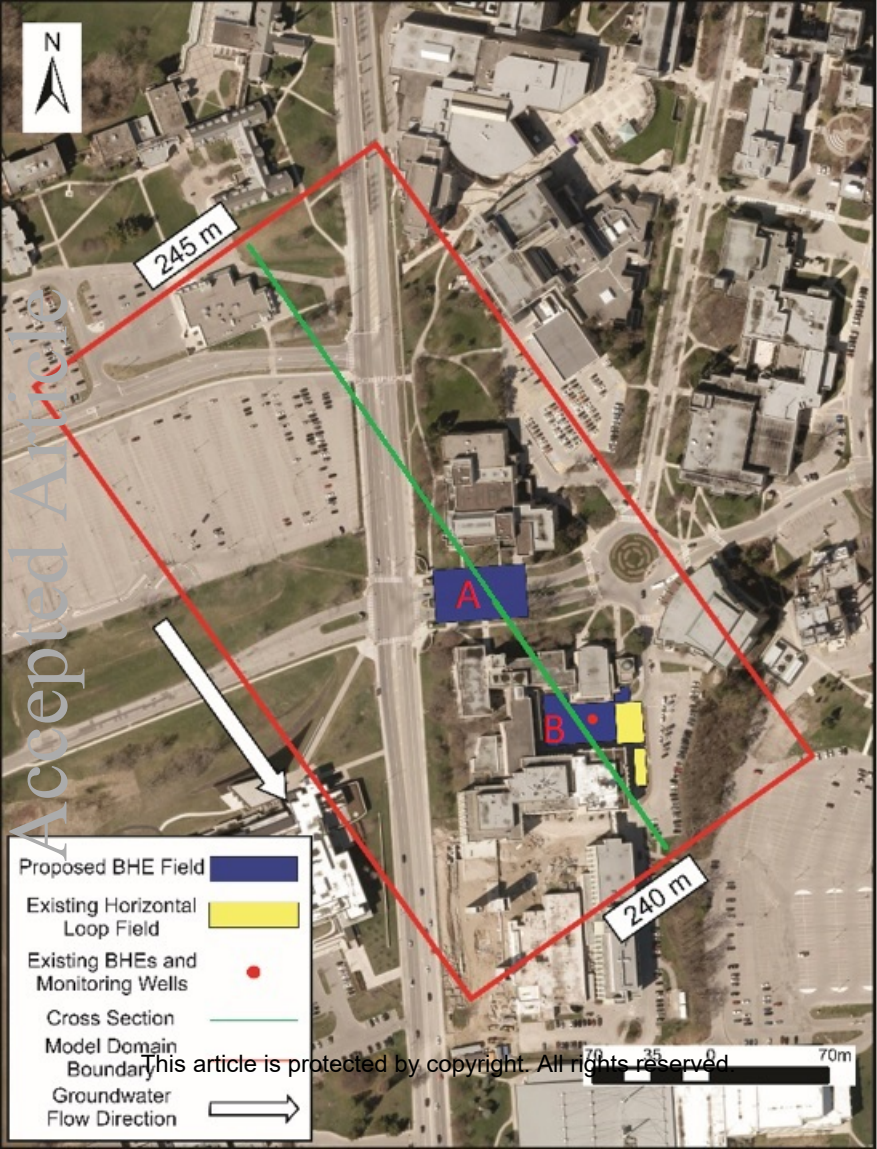 N
245 m
A
B
240 m
Accepted Article
Proposed BHE Field
Existing Horizontal
Loop Field
Existing BHEs and
Monitoring Wells
Cross Section
Model Domain
Boundary
Groundwater
Flow Direction
70 35 0 70m
This article is protected by copyright. All rights reserved.